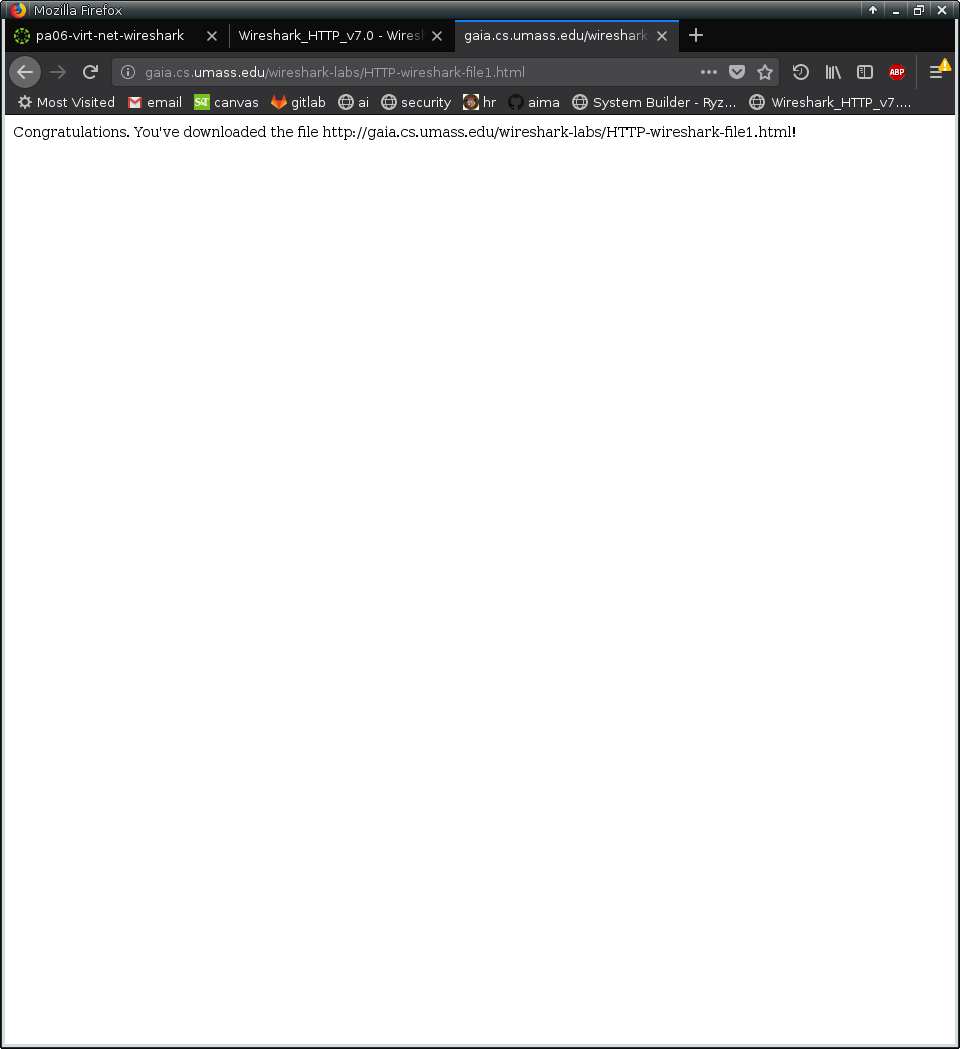 Mozilla Firefox
pa06-virt-net-wireshark
Wireshark_HTTP_v7.0 - Wires
gaia.cs.umass.edu/wireshark
gaia.cs.umass.edu/wireshark-labs/HTTP-wireshark-file1.html
ABP
Most Visited email canvas gitlab ai security hr aima System Builder - Ryz... Wireshark_HTTP_v7....
Congratulations. You've downloaded the file http://gaia.cs.umass.edu/wireshark-labs/HTTP-wireshark-file1.html!